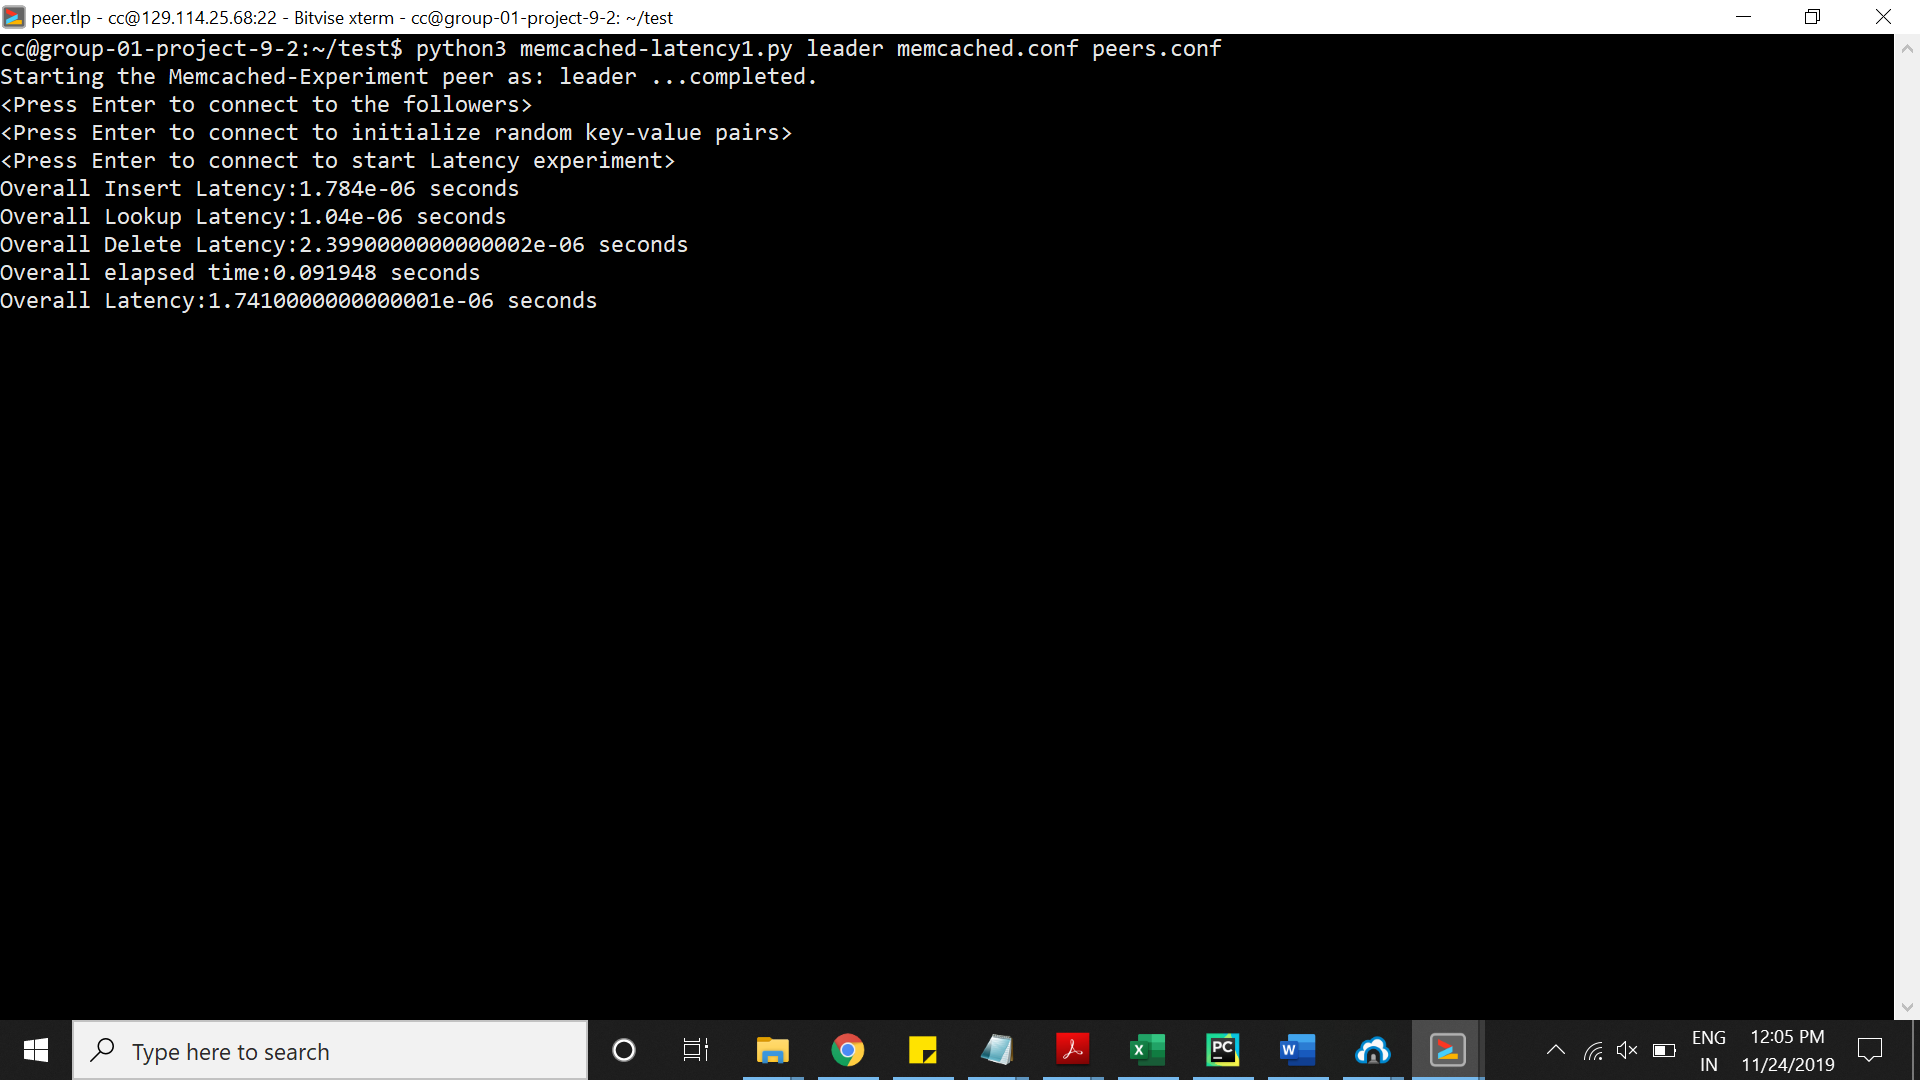 peer.tlp - cc@129.114.25.68:22 - Bitvise xterm - cc@group-01-project-9-2: ~/test
cc@group-01-project-9-2:~/test$ python3 memcached-latency1.py leader memcached.conf peers.conf
Starting the Memcached-Experiment peer as: leader ...completed.
<Press Enter to connect to the followers>
<Press Enter to connect to initialize random key-value pairs>
<Press Enter to connect to start Latency experiment>
Overall Insert Latency:1.784e-06 seconds
Overall Lookup Latency:1.04e-06 seconds
Overall Delete Latency:2.3990000000000002e-06 seconds
Overall elapsed time:0.091948 seconds
Overall Latency:1.7410000000000001e-06 seconds
Type here to search
X
PC
W
ENG
IN
12:05 PM
11/24/2019